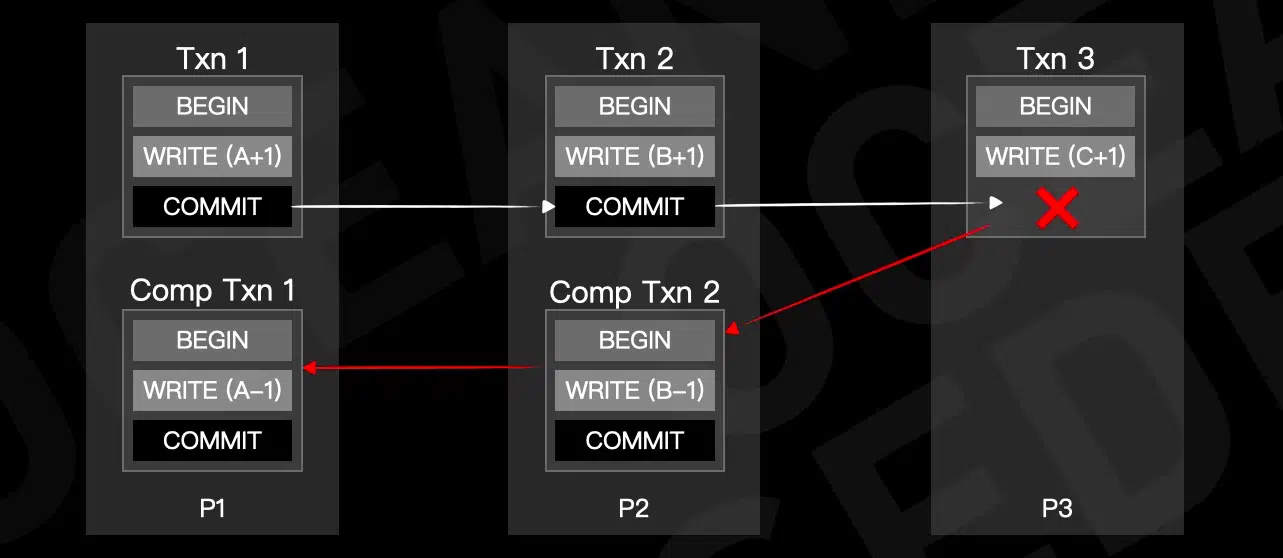 Txn 1
BEGIN
WRITE (A+1)
COMMIT
Txn 2
BEGIN
WRITE (B+1)
COMMIT
Txn 3
BEGIN
WRITE (C+1)
Comp Txn 1
BEGIN
WRITE (A–1)
COMMIT
Comp Txn 2
BEGIN
WRITE (B–1)
COMMIT
P1
P2
P3